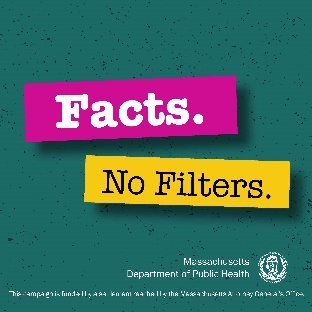 Facts.
No Filters.
Massachusetts
Department of Public Health
This campaign is funded by a settlement reached by the Massachusetts Attorney General's Office.